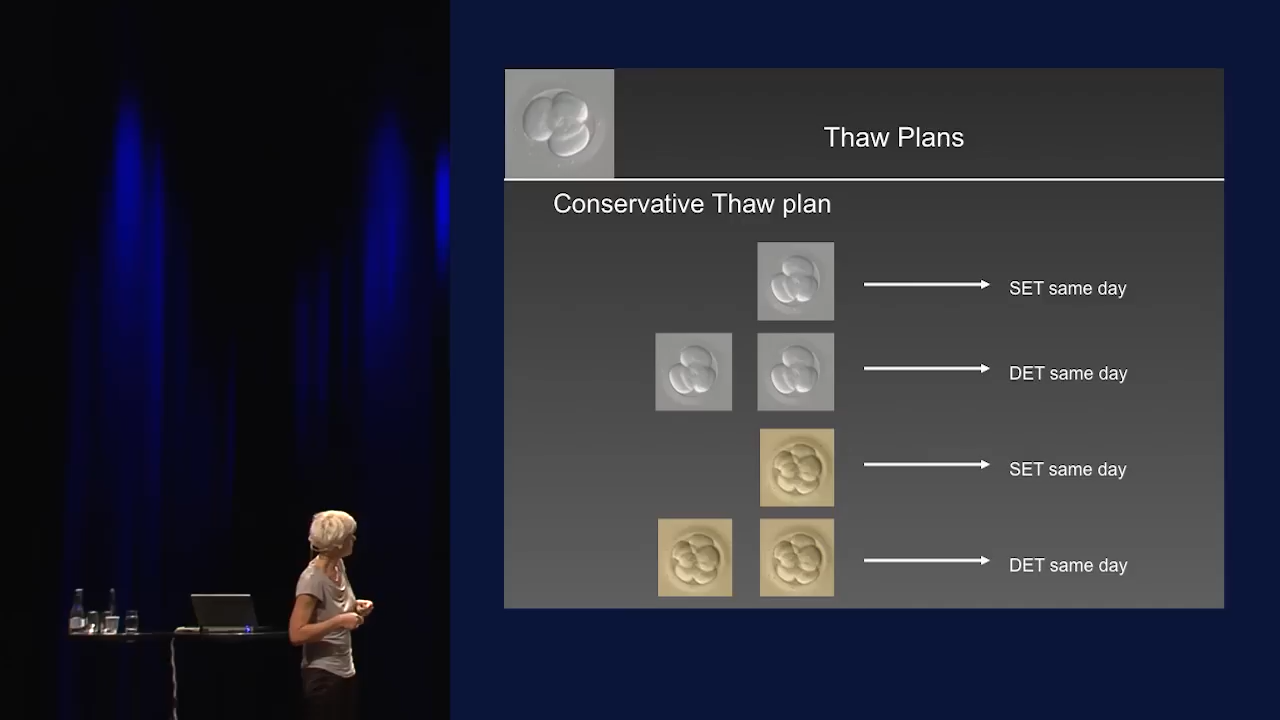 Thaw Plans
Conservative Thaw plan
SET same day
DET same day
SET same day
DET same day